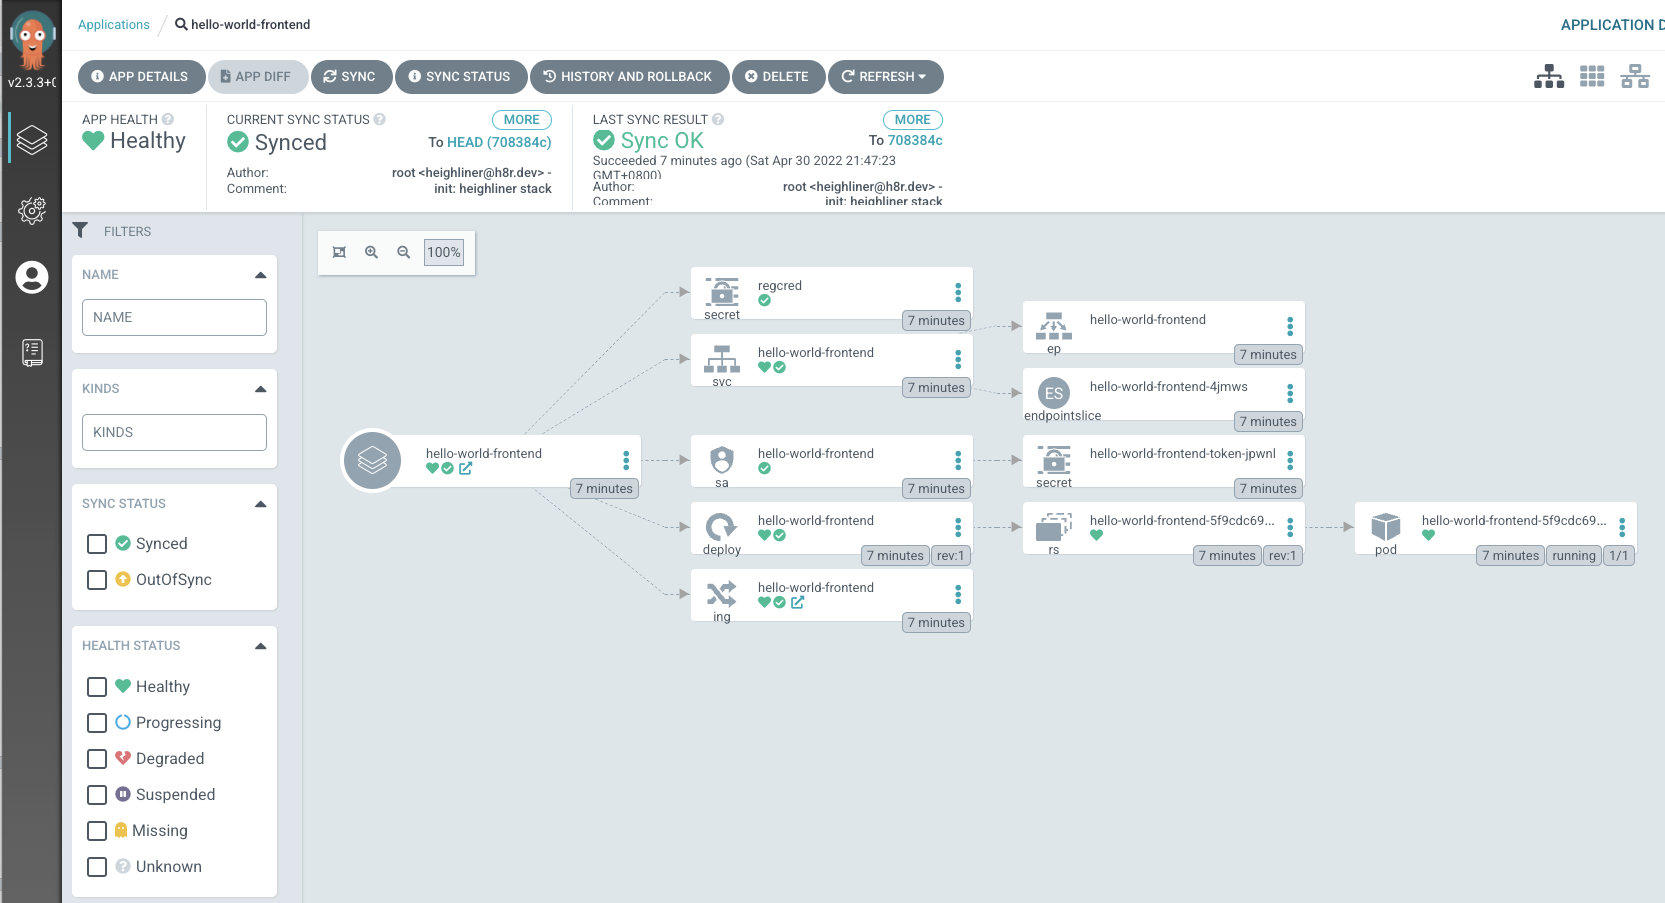 Applications / hello-world-frontend
APPLICATION D
v2.3.3+(
APP DETAILS APP DIFF SYNC SYNC STATUS HISTORY AND ROLLBACK DELETE REFRESH
APP HEALTH
Healthy
CURRENT SYNC STATUS MORE
Synced To HEAD (708384c)
Author: root <heighliner@h8r.dev> -
Comment: init: heighliner stack
LAST SYNC RESULT MORE
Sync OK To 708384c
Succeeded 7 minutes ago (Sat Apr 30 2022 21:47:23
GMT+0800)
Author: root <heighliner@h8r.dev> -
Comment: init: heighliner stack
FILTERS
NAME
NAME
KINDS
KINDS
SYNC STATUS
Synced
OutOfSync
HEALTH STATUS
Healthy
Progressing
Degraded
Suspended
Missing
Unknown
100%
hello-world-frontend
7 minutes
regcred
secret
7 minutes
hello-world-frontend
svc
7 minutes
hello-world-frontend
sa
7 minutes
hello-world-frontend
deploy
7 minutes rev:1
hello-world-frontend
ing
7 minutes
hello-world-frontend
ep
7 minutes
ES
hello-world-frontend-4jmws
endpointslice
7 minutes
hello-world-frontend-token-jpwnl
secret
7 minutes
hello-world-frontend-5f9cdc69...
rs
7 minutes rev:1
hello-world-frontend-5f9cdc69...
pod
7 minutes running 1/1